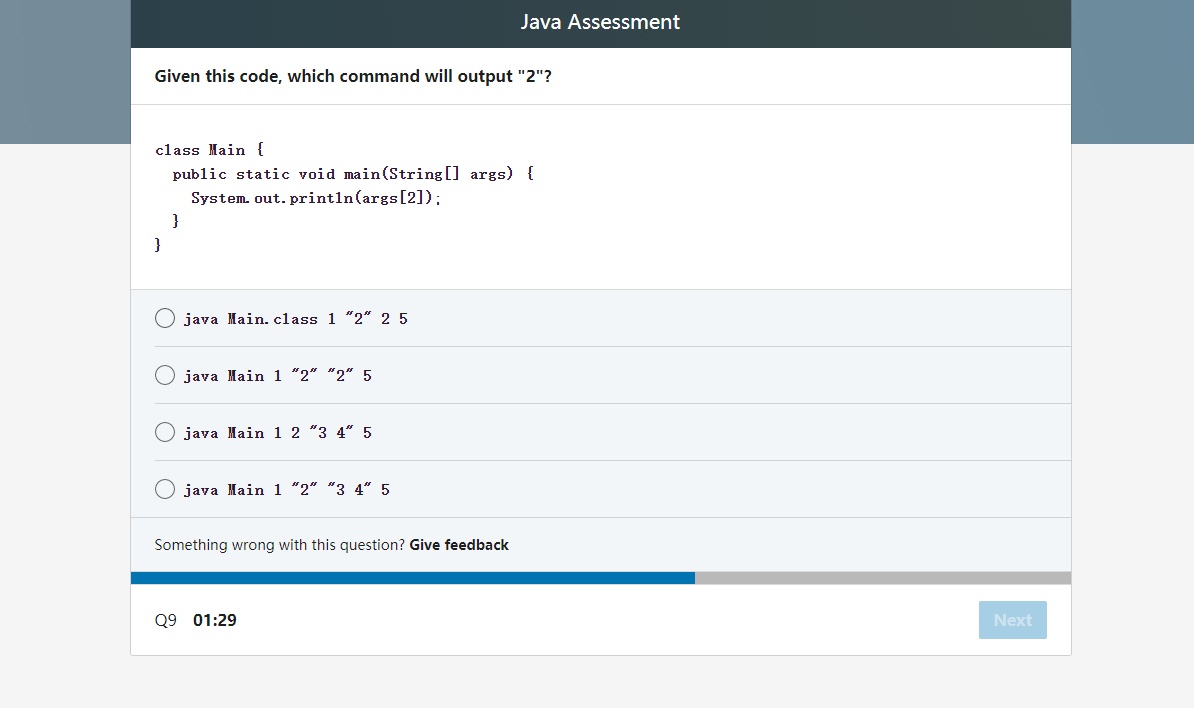 Java Assessment
Given this code, which command will output "2"?
class Main {
public static void main(String[] args) {
System.out.println(args[2]);
}
}
java Main.class 1 "2" 2 5
java Main 1 "2" "2" 5
java Main 1 2 "3 4" 5
java Main 1 "2" "3 4" 5
Something wrong with this question? Give feedback
Q9 01:29
Next